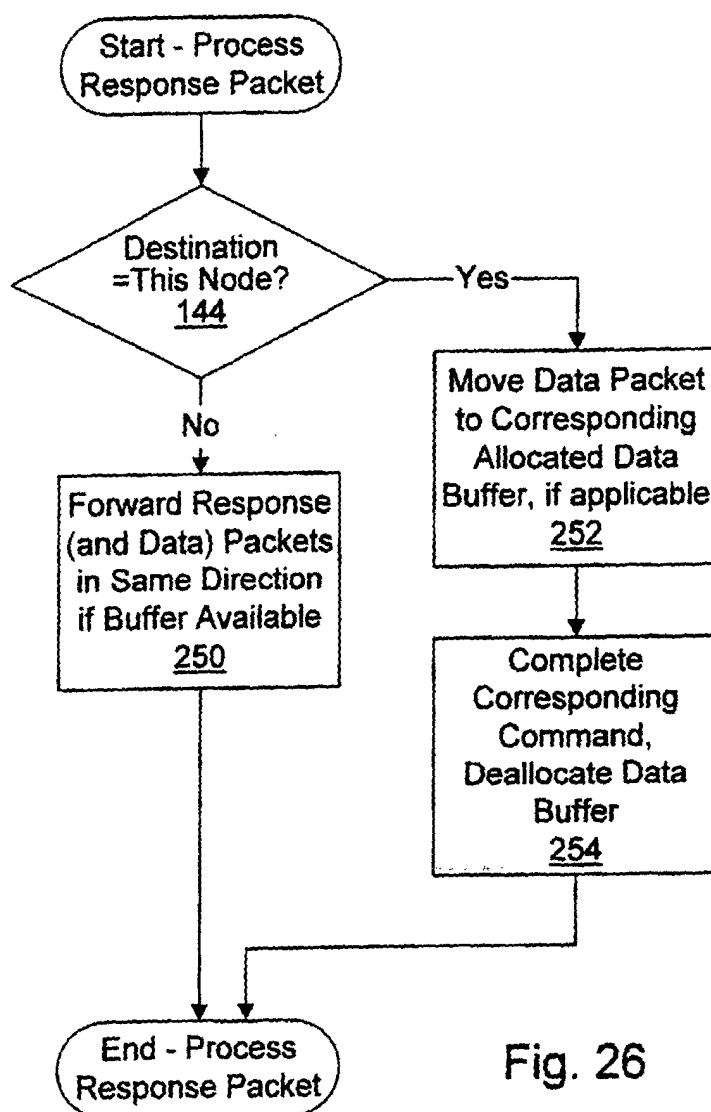 Start - Process
Response Packet
Destination
=This Node?
144
Yes
No
Move Data Packet
to Corresponding
Allocated Data
Buffer, if applicable
252
Forward Response
(and Data) Packets
in Same Direction
if Buffer Available
250
Complete
Corresponding
Command,
Deallocate Data
Buffer
254
End - Process
Response Packet
Fig. 26